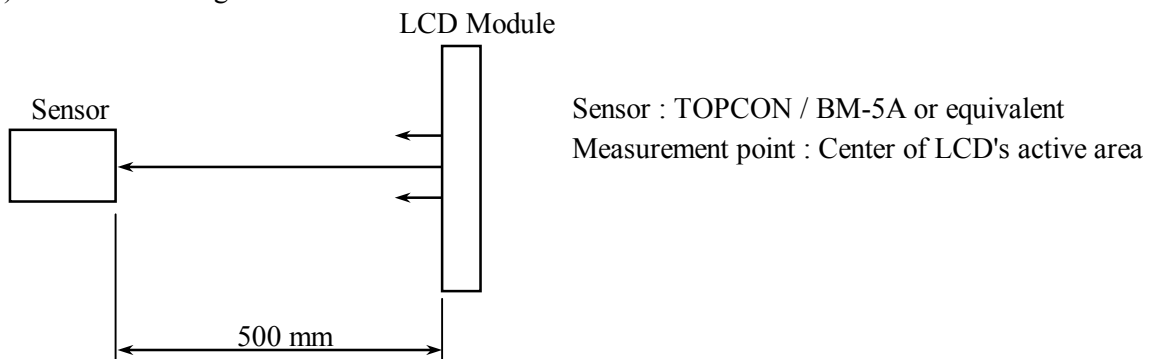 LCD Module
Sensor
Sensor : TOPCON / BM-5A or equivalent
Measurement point : Center of LCD's active area
500 mm